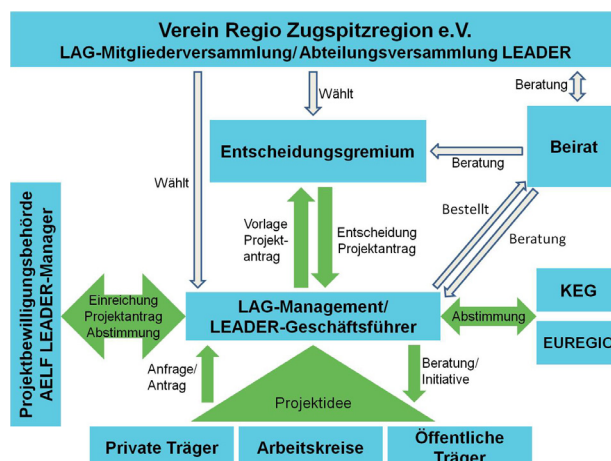 Verein Regio Zugspitzregion e.V.
LAG-Mitgliederversammlung/ Abteilungsversammlung LEADER
Wählt
Beratung
Entscheidungsgremium
Beratung
Beirat
Wählt
Vorlage
Projekt-
antrag
Entscheidung
Projektantrag
Bestellt
Beratung
Projektbewilligungsbehörde
AELF LEADER-Manager
Einreichung
Projektantrag
Abstimmung
LAG-Management/
LEADER-Geschäftsführer
Abstimmung
KEG
EUREGIO
Anfrage/
Antrag
Beratung/
Initiative
Projektidee
Private Träger
Arbeitskreise
Öffentliche
Träger